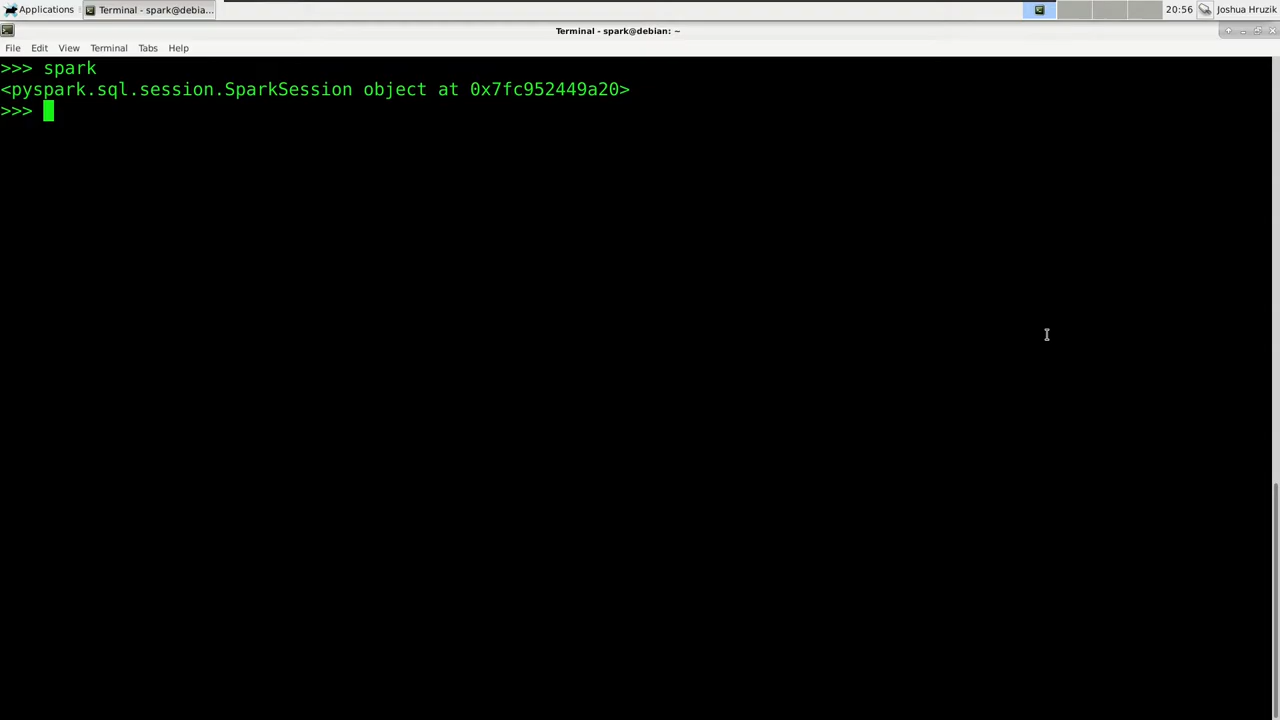 Applications
Terminal - spark@debia...
20:56
Joshua Hruzik
Terminal - spark@debian: ~
File Edit View Terminal Tabs Help
>>> spark
<pyspark.sql.session.SparkSession object at 0x7fc952449a20>
>>>